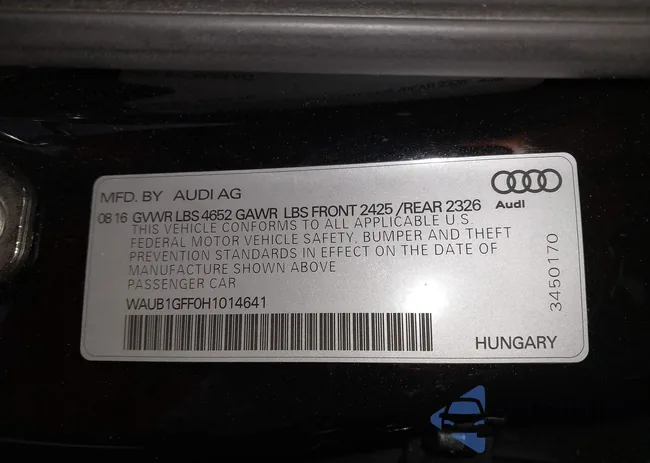 MFD. BY AUDI AG
Audi
08 16 GVWR LBS 4652 GAWR LBS FRONT 2425 /REAR 2326
THIS VEHICLE CONFORMS TO ALL APPLICABLE U.S.
FEDERAL MOTOR VEHICLE SAFETY, BUMPER AND THEFT
PREVENTION STANDARDS IN EFFECT ON THE DATE OF
MANUFACTURE SHOWN ABOVE
PASSENGER CAR
WAUB1GFF0H1014641
3450170
HUNGARY